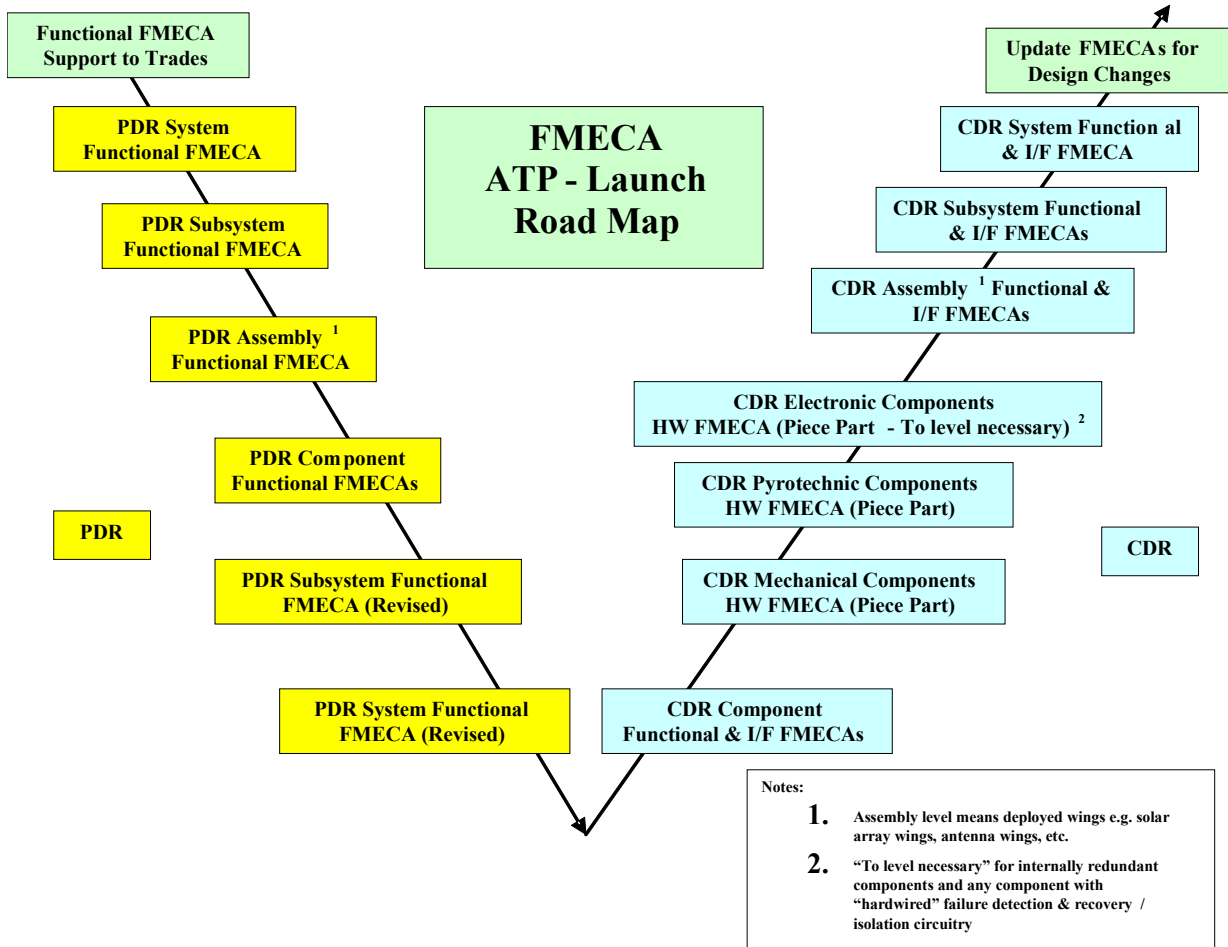 Functional FMECA
Support to Trades
PDR System
Functional FMECA
PDR Subsystem
Functional FMECA
PDR Assembly 1
Functional FMECA
PDR Component
Functional FMECAs
PDR
PDR Subsystem Functional
FMECA (Revised)
PDR System Functional
FMECA (Revised)
FMECA
ATP - Launch
Road Map
Update FMECAs for
Design Changes
CDR System Function al
& I/F FMECA
CDR Subsystem Functional
& I/F FMECAs
CDR Assembly 1 Functional &
I/F FMECAs
CDR Electronic Components
HW FMECA (Piece Part - To level necessary) 2
CDR Pyrotechnic Components
HW FMECA (Piece Part)
CDR
CDR Mechanical Components
HW FMECA (Piece Part)
CDR Component
Functional & I/F FMECAs
Notes:
1. Assembly level means deployed wings e.g. solar
array wings, antenna wings, etc.
2. “To level necessary” for internally redundant
components and any component with
“hardwired” failure detection & recovery /
isolation circuitry